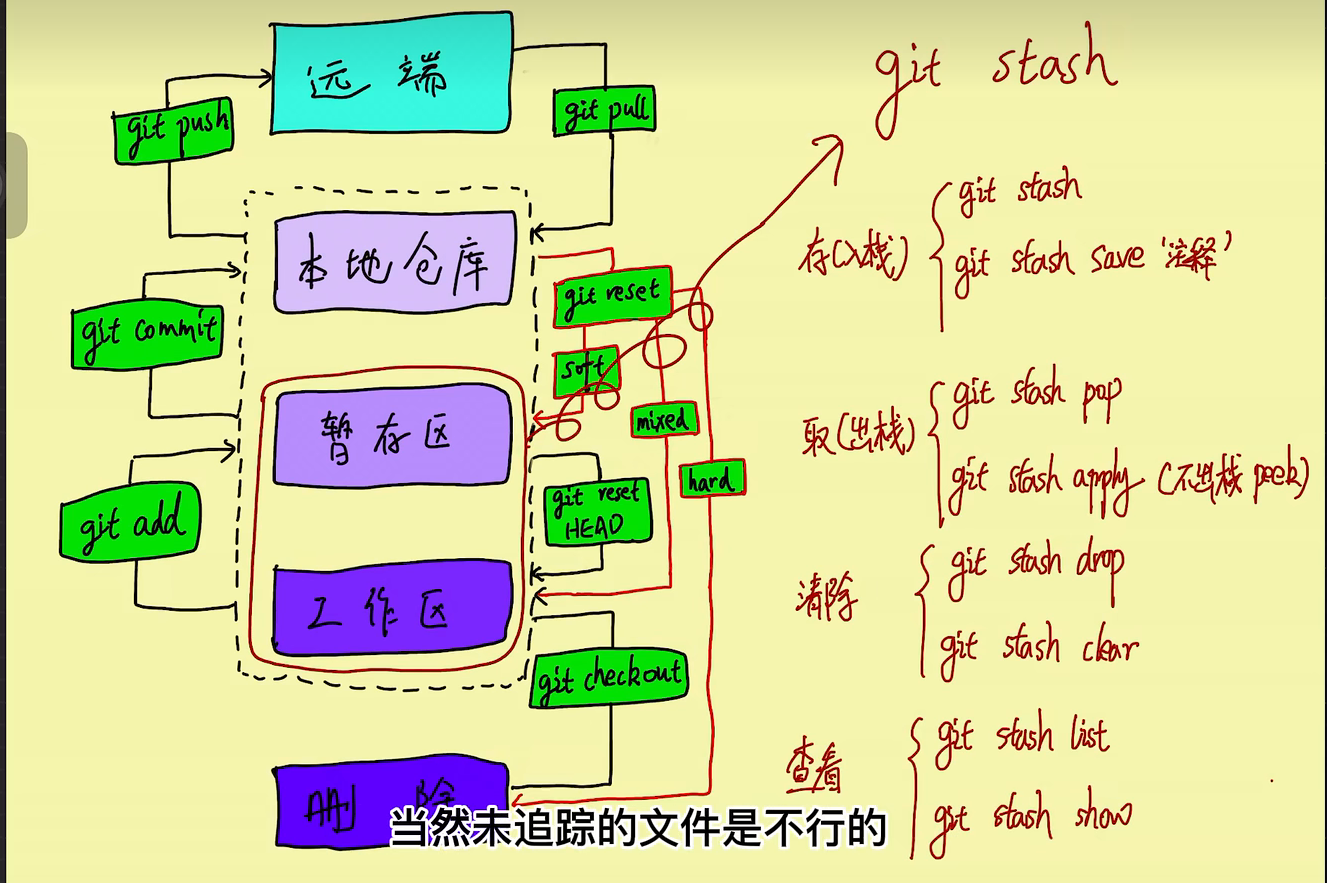 远端
git push
git pull
本地仓库
git commit
git reset
soft
mixed
hard
暂存区
git add
git reset
HEAD
工作区
git checkout
删除
git stash
存(入栈)
git stash
git stash save '注释'
取(出栈)
git stash pop
git stash apply (不出栈 peek)
清除
git stash drop
git stash clear
查看
git stash list
git stash show
当然未追踪的文件是不行的